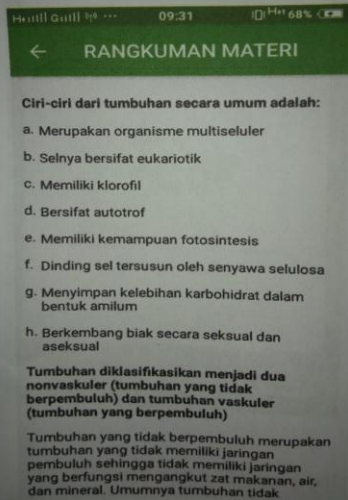 09:31
68%
RANGKUMAN MATERI
Ciri-ciri dari tumbuhan secara umum adalah:
a. Merupakan organisme multiseluler
b. Selnya bersifat eukariotik
c. Memiliki klorofil
d. Bersifat autotrof
e. Memiliki kemampuan fotosintesis
f. Dinding sel tersusun oleh senyawa selulosa
g. Menyimpan kelebihan karbohidrat dalam
bentuk amilum
h. Berkembang biak secara seksual dan
aseksual
Tumbuhan diklasifikasikan menjadi dua
nonvaskuler (tumbuhan yang tidak
berpembuluh) dan tumbuhan vaskuler
(tumbuhan yang berpembuluh)
Tumbuhan yang tidak berpembuluh merupakan
tumbuhan yang tidak memiliki jaringan
pembuluh sehingga tidak memiliki jaringan
yang berfungsi mengangkut zat makanan, air,
dan mineral. Umumnya tumbuhan tidak